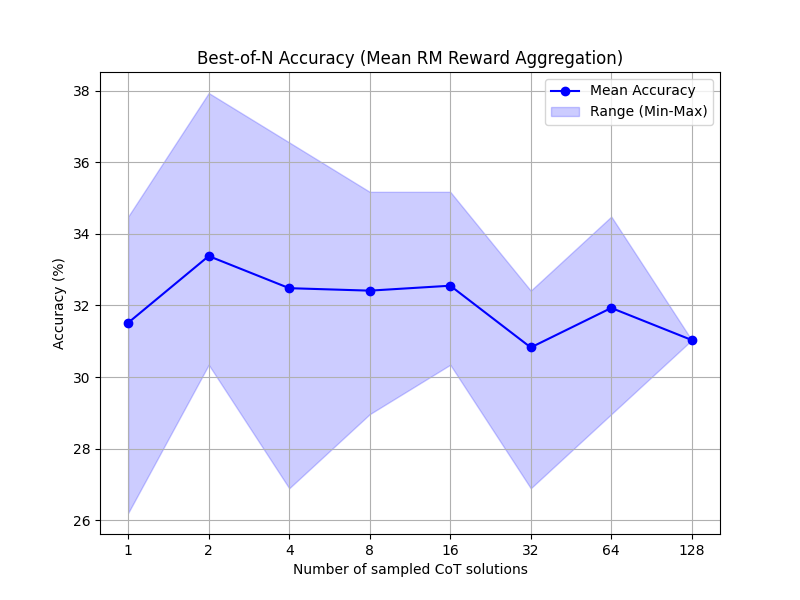 Best-of-N Accuracy (Mean RM Reward Aggregation)
Mean Accuracy
Range (Min-Max)
Accuracy (%)
38
36
34
32
30
28
26
1 2 4 8 16 32 64 128
Number of sampled CoT solutions